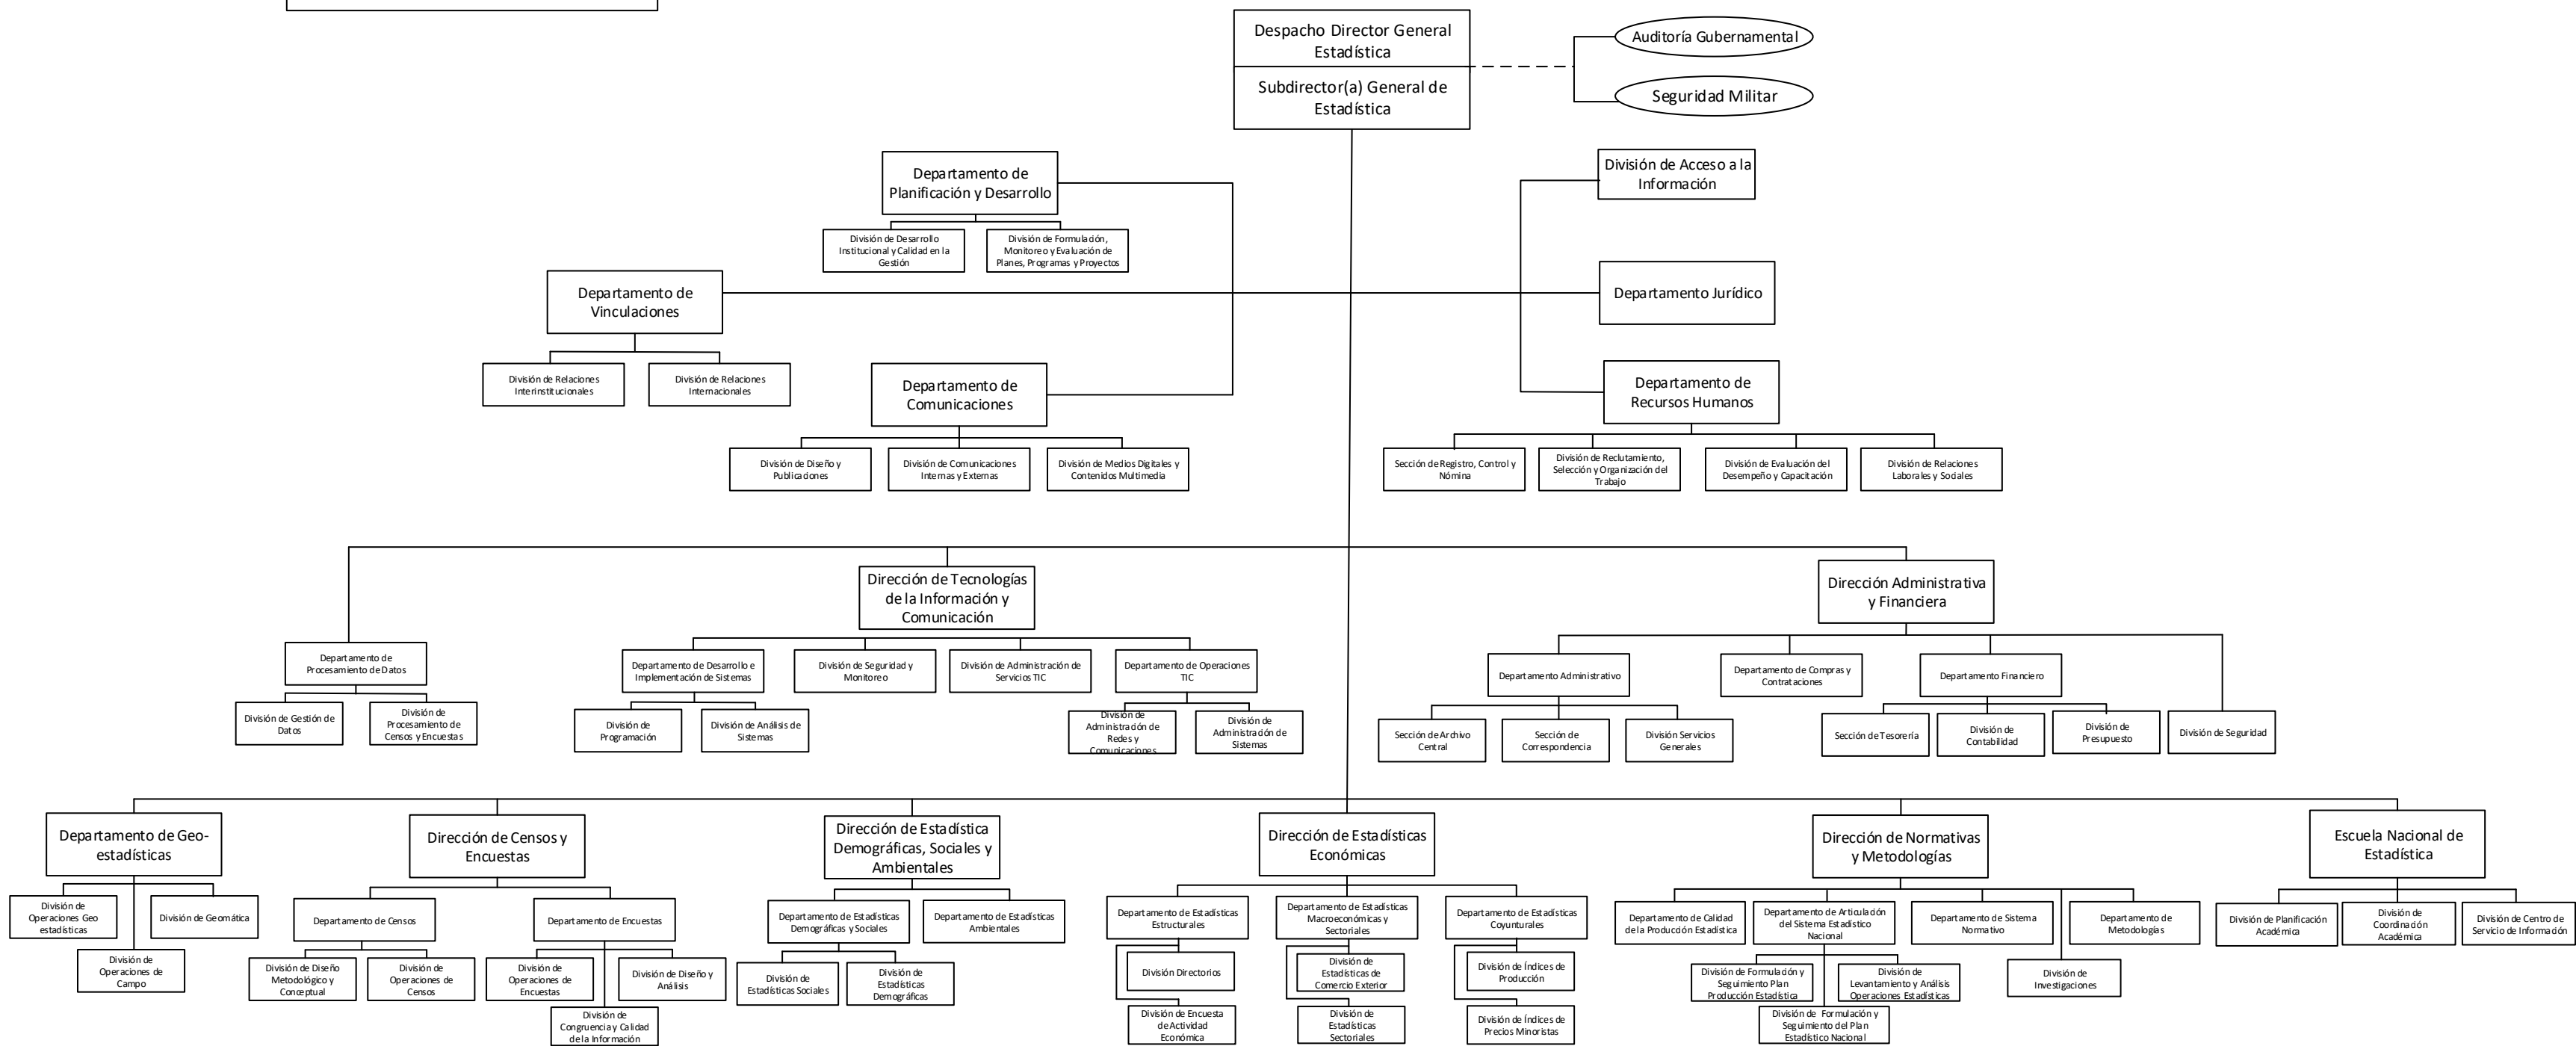 Despacho Director General
Estadística
Subdirector(a) General de
Estadística
Auditoría Gubernamental
Seguridad Militar
Departamento de
Planificación y Desarrollo
División de Acceso a la
Información
División de Desarrollo
Institucional y Calidad en la
Gestión
División de Formulación,
Monitoreo y Evaluación de
Planes, Programas y Proyectos
Departamento de
Vinculaciones
Departamento Jurídico
División de Relaciones
Interinstitucionales
División de Relaciones
Internacionales
Departamento de
Comunicaciones
Departamento de
Recursos Humanos
División de Diseño y
Publicaciones
División de Comunicaciones
Internas y Externas
División de Medios Digitales y
Contenidos Multimedia
Sección de Registro, Control y
Nómina
División de Reclutamiento,
Selección y Organización del
Trabajo
División de Evaluación del
Desempeño y Capacitación
División de Relaciones
Laborales y Sociales
Dirección de Tecnologías
de la Información y
Comunicación
Dirección Administrativa
y Financiera
Departamento de
Procesamiento de Datos
División de Gestión de
Datos
División de
Procesamiento de
Censos y Encuestas
Departamento de Desarrollo e
Implementación de Sistemas
División de Seguridad y
Monitoreo
División de Administración de
Servicios TIC
Departamento de Operaciones
TIC
División de
Programación
División de Análisis de
Sistemas
División de
Administración de
Redes y
Comunicaciones
División de
Administración de
Sistemas
Departamento Administrativo
Departamento de Compras y
Contrataciones
Departamento Financiero
Sección de Archivo
Central
Sección de
Correspondencia
División Servicios
Generales
Sección de Tesorería
División de
Contabilidad
División de
Presupuesto
División de Seguridad
Departamento de Geo-
estadísticas
Dirección de Censos y
Encuestas
Dirección de Estadística
Demográficas, Sociales y
Ambientales
Dirección de Estadísticas
Económicas
Dirección de Normativas
y Metodologías
Escuela Nacional de
Estadística
División de
Operaciones Geo
estadísticas
División de Geomática
División de
Operaciones de
Campo
Departamento de Censos
Departamento de Encuestas
División de Diseño
Metodológico y
Conceptual
División de
Operaciones de
Censos
División de
Operaciones de
Encuestas
División de Diseño y
Análisis
División de
Congruencia y Calidad
de la Información
Departamento de Estadísticas
Demográficas y Sociales
Departamento de Estadísticas
Ambientales
División de
Estadísticas Sociales
División de
Estadísticas
Demográficas
Departamento de Estadísticas
Estructurales
Departamento de Estadísticas
Macroeconómicas y
Sectoriales
Departamento de Estadísticas
Coyunturales
División Directorios
División de
Estadísticas de
Comercio Exterior
División de Índices de
Producción
División de Encuesta
de Actividad
Económica
División de
Estadísticas
Sectoriales
División de Índices de
Precios Minoristas
Departamento de Calidad
de la Producción Estadística
Departamento de Articulación
del Sistema Estadístico
Nacional
Departamento de Sistema
Normativo
Departamento de
Metodologías
División de Formulación y
Seguimiento Plan
Producción Estadística
División de
Levantamiento y Análisis
Operaciones Estadísticas
División de
Investigaciones
División de Formulación y
Seguimiento del Plan
Estadístico Nacional
División de Planificación
Académica
División de
Coordinación
Académica
División de Centro de
Servicio de Información